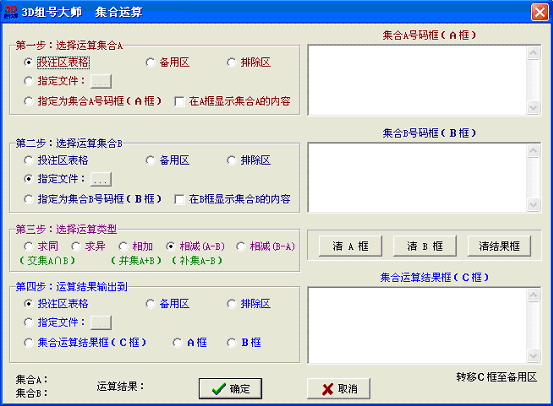 3D组号大师 集合运算
第一步：选择运算集合A
投注区表格 备用区 排除区
指定文件： ...
指定为集合A号码框(A框) 在A框显示集合A的内容
集合A号码框(A框)
第二步：选择运算集合B
投注区表格 备用区 排除区
指定文件： ...
指定为集合B号码框(B框) 在B框显示集合B的内容
集合B号码框(B框)
第三步：选择运算类型
求同 求异 相加 相减(A-B) 相减(B-A)
(交集A∩B) (并集A+B) (补集A-B)
清 A 框 清 B 框 清结果框
第四步：运算结果输出到
投注区表格 备用区 排除区
指定文件： ...
集合运算结果框(C框) A框 B框
集合运算结果框(C框)
集合A：
集合B：
运算结果：
确定 取消
转移C框至备用区